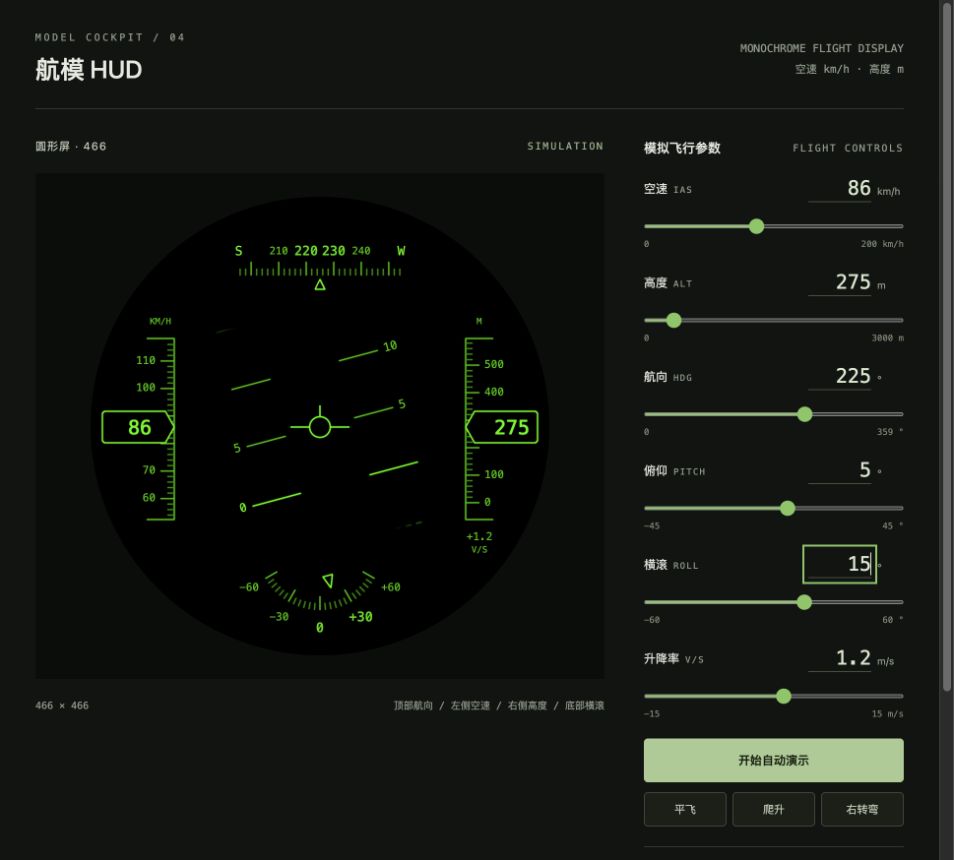 MODEL COCKPIT / 04
航模 HUD
MONOCHROME FLIGHT DISPLAY
空速 km/h · 高度 m
圆形屏 · 466
SIMULATION
S 210 220 230 240 W
KM/H
110
100
86
70
60
10
5
5
0
M
500
400
275
100
0
+1.2
V/S
−60
−30
0
+30
+60
466 × 466
顶部航向 / 左侧空速 / 右侧高度 / 底部横滚
模拟飞行参数
FLIGHT CONTROLS
空速 IAS 86 km/h
0 200 km/h
高度 ALT 275 m
0 3000 m
航向 HDG 225 °
0 359 °
俯仰 PITCH 5 °
−45 45 °
横滚 ROLL 15 °
−60 60 °
升降率 V/S 1.2 m/s
−15 15 m/s
开始自动演示
平飞
爬升
右转弯